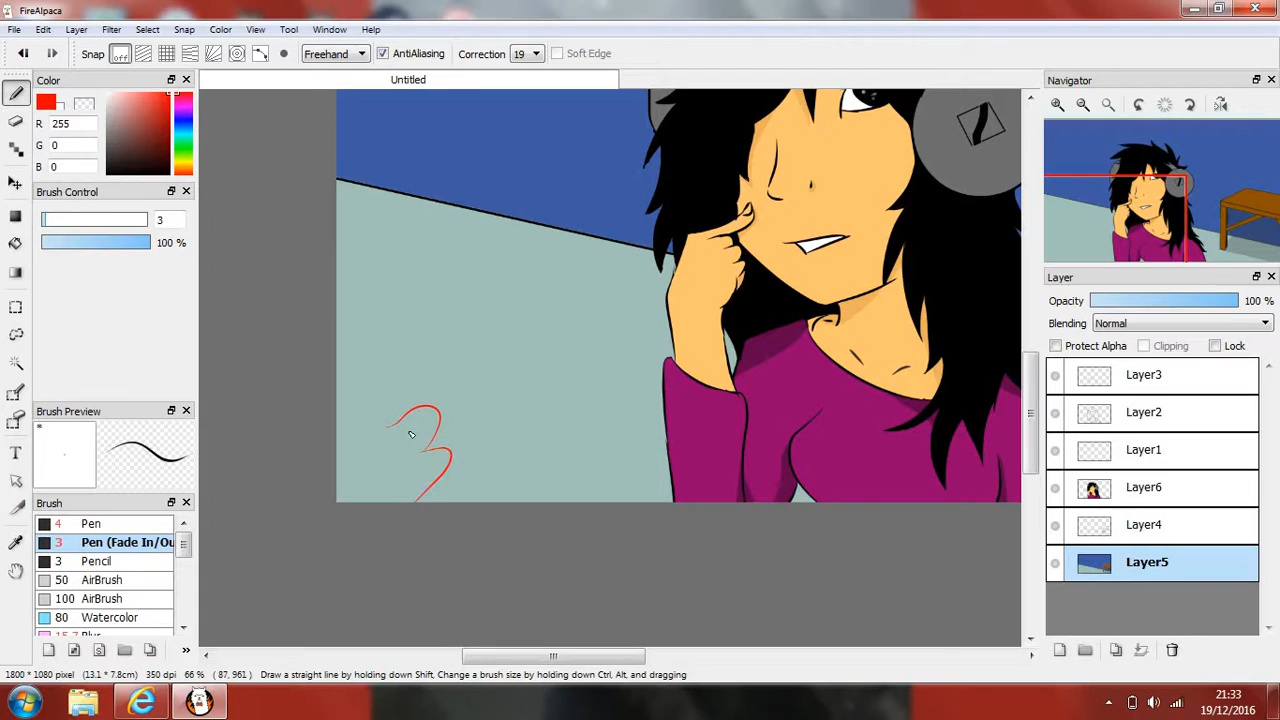 FireAlpaca
File Edit Layer Filter Select Snap Color View Tool Window Help
Snap off Freehand AntiAliasing Correction 19 Soft Edge
Untitled
Color
R 255
G 0
B 0
Brush Control
3
100 %
Brush Preview
Brush
4 Pen
3 Pen (Fade In/Ou
3 Pencil
50 AirBrush
100 AirBrush
80 Watercolor
15.7 Blur
3
Navigator
Layer
Opacity 100 %
Blending Normal
Protect Alpha Clipping Lock
Layer3
Layer2
Layer1
Layer6
Layer4
Layer5
1800 * 1080 pixel (13.1 * 7.8cm) 350 dpi 66 % ( 87, 961 ) Draw a straight line by holding down Shift, Change a brush size by holding down Ctrl, Alt, and dragging
21:33
19/12/2016